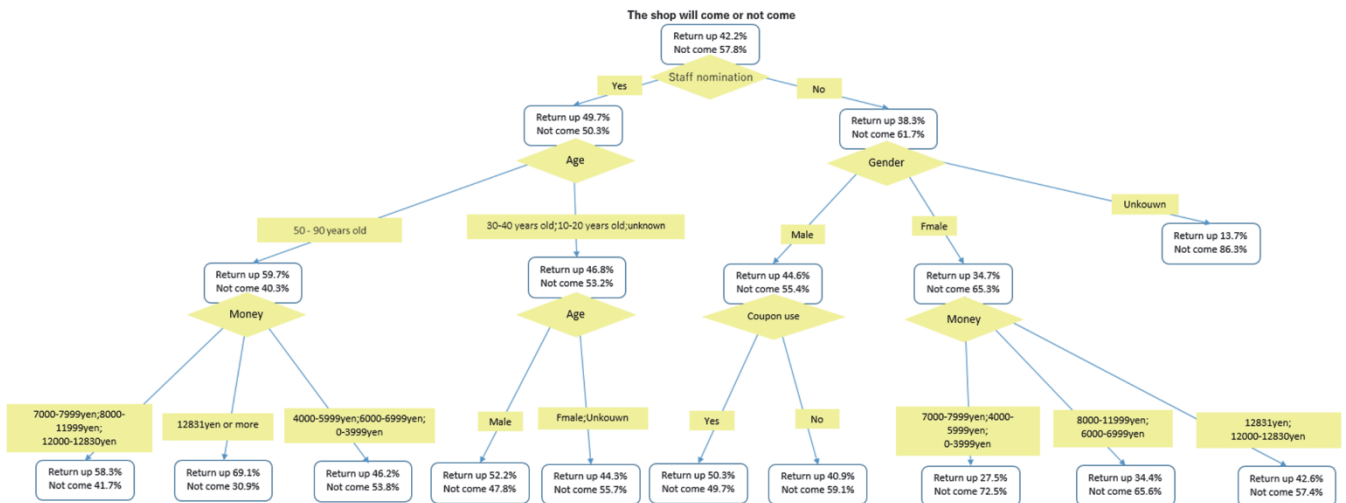 The shop will come or not come
Return up 42.2%
Not come 57.8%
Staff nomination
Yes
No
Return up 49.7%
Not come 50.3%
Return up 38.3%
Not come 61.7%
Age
Gender
50 - 90 years old
30-40 years old;10-20 years old;unknown
Male
Fmale
Unkouwn
Return up 59.7%
Not come 40.3%
Return up 46.8%
Not come 53.2%
Return up 44.6%
Not come 55.4%
Return up 34.7%
Not come 65.3%
Return up 13.7%
Not come 86.3%
Money
Age
Coupon use
Money
7000-7999yen;8000-
11999yen;
12000-12830yen
12831yen or more
4000-5999yen;6000-6999yen;
0-3999yen
Male
Fmale;Unkouwn
Yes
No
7000-7999yen;4000-
5999yen;
0-3999yen
8000-11999yen;
6000-6999yen
12831yen;
12000-12830yen
Return up 58.3%
Not come 41.7%
Return up 69.1%
Not come 30.9%
Return up 46.2%
Not come 53.8%
Return up 52.2%
Not come 47.8%
Return up 44.3%
Not come 55.7%
Return up 50.3%
Not come 49.7%
Return up 40.9%
Not come 59.1%
Return up 27.5%
Not come 72.5%
Return up 34.4%
Not come 65.6%
Return up 42.6%
Not come 57.4%